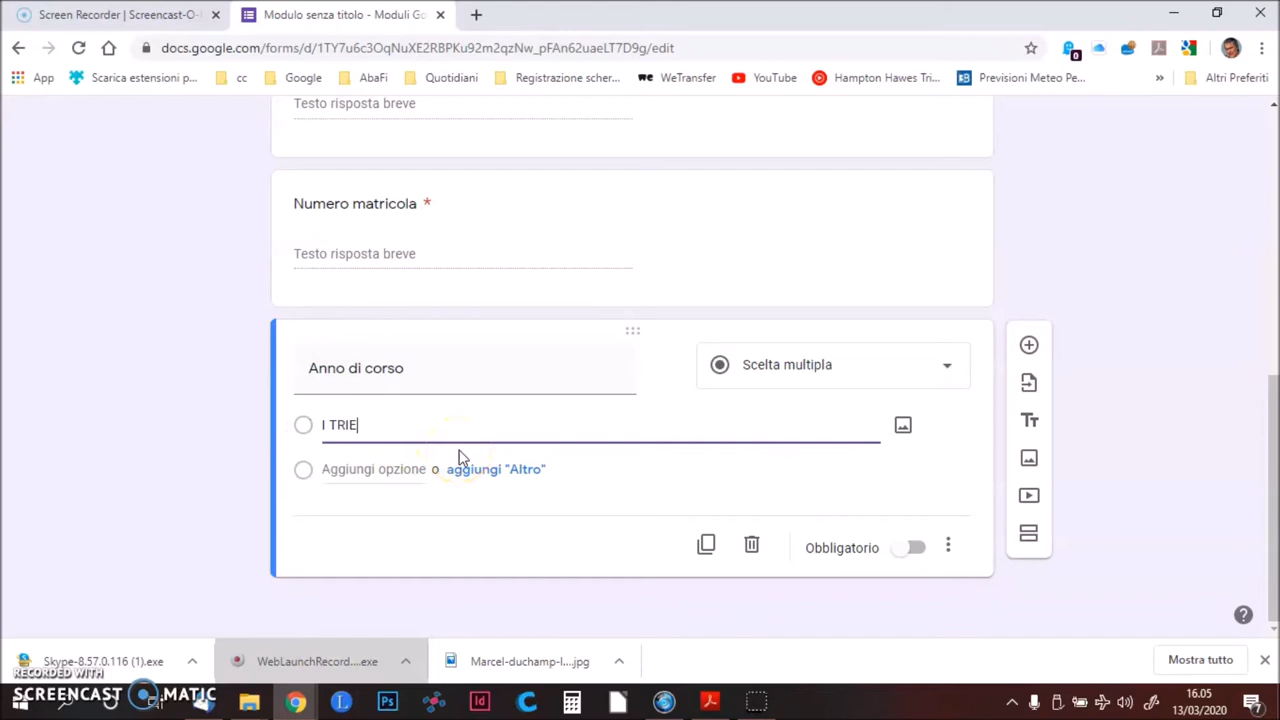 Screen Recorder | Screencast-O-
Modulo senza titolo - Moduli Go
docs.google.com/forms/d/1TY7u6c3OqNuXE2RBPKu92m2qzNw_pFAn62uaeLT7D9g/edit
App
Scarica estensioni p...
cc
Google
AbaFi
Quotidiani
Registrazione scher...
WeTransfer
YouTube
Hampton Hawes Tri...
Previsioni Meteo Pe...
»
Altri Preferiti
0
Testo risposta breve
Numero matricola *
Testo risposta breve
Anno di corso
Scelta multipla
I TRIE
Aggiungi opzione o aggiungi "Altro"
Obbligatorio
Skype-8.57.0.116 (1).exe
WebLaunchRecord....exe
Marcel-duchamp-l....jpg
Mostra tutto
RECORDED WITH
SCREENCAST MATIC
16.05
13/03/2020
7